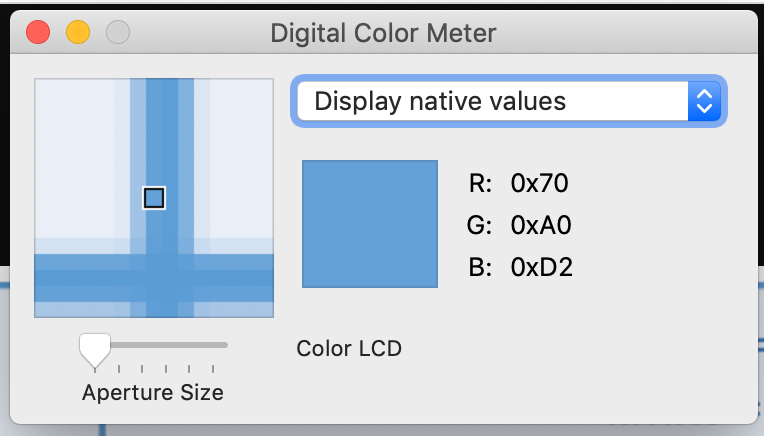 Digital Color Meter
Display native values
R: 0x70
G: 0xA0
B: 0xD2
Color LCD
Aperture Size